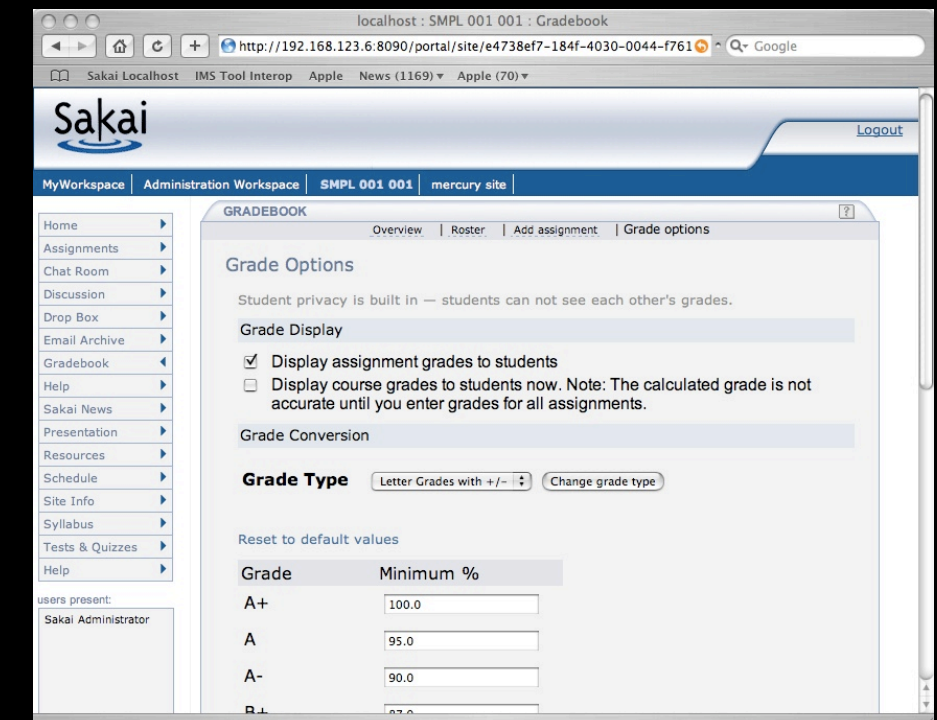 localhost : SMPL 001 001 : Gradebook
http://192.168.123.6:8090/portal/site/e4738ef7-184f-4030-0044-f761 Google
Sakai Localhost IMS Tool Interop Apple News (1169) Apple (70)
Sakai
Logout
MyWorkspace Administration Workspace SMPL 001 001 mercury site
Home
Assignments
Chat Room
Discussion
Drop Box
Email Archive
Gradebook
Help
Sakai News
Presentation
Resources
Schedule
Site Info
Syllabus
Tests & Quizzes
Help
users present:
Sakai Administrator
GRADEBOOK ?
Overview | Roster | Add assignment | Grade options
Grade Options
Student privacy is built in — students can not see each other's grades.
Grade Display
Display assignment grades to students
Display course grades to students now. Note: The calculated grade is not
accurate until you enter grades for all assignments.
Grade Conversion
Grade Type Letter Grades with +/- Change grade type
Reset to default values
Grade Minimum %
A+ 100.0
A 95.0
A- 90.0
B+ 87.0